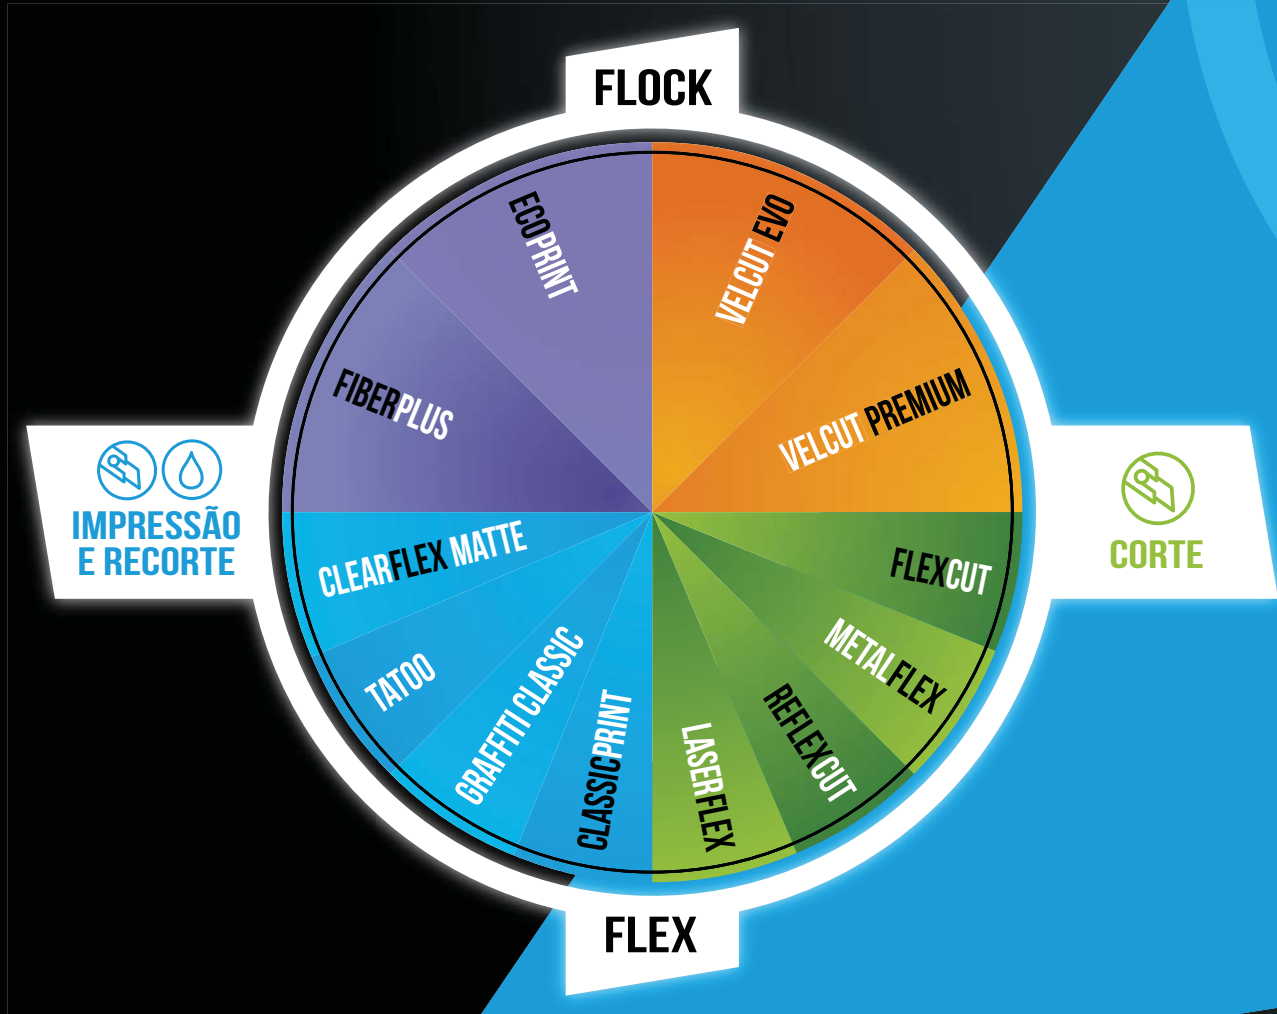 FLOCK
ECOPRINT
VELCUT EVO
FIBERPLUS
VELCUT PREMIUM
IMPRESSÃO
E RECORTE
CORTE
CLEARFLEX MATTE
FLEXCUT
TATOO
METALFLEX
GRAFFITI CLASSIC
REFLEXCUT
CLASSICPRINT
LASERFLEX
FLEX